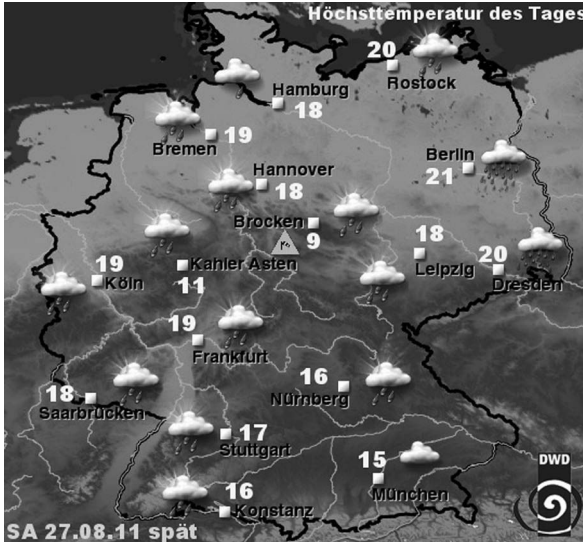 Höchsttemperatur des Tages
20
Rostock
Hamburg
18
19
Bremen
Berlin
21
Hannover
18
Brocken
9
18
Leipzig
20
Dresden
Kahler Asten
11
19
Köln
19
Frankfurt
16
Nürnberg
18
Saarbrücken
17
Stuttgart
15
München
16
Konstanz
DWD
SA 27.08.11 spät